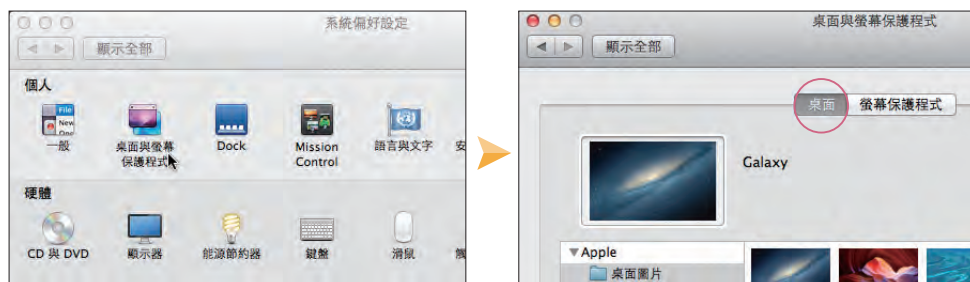 系統偏好設定
顯示全部
個人
File
New
One
一般
桌面與螢幕
保護程式
Dock
Mission
Control
語言與文字
安
硬體
CD 與 DVD
顯示器
能源節約器
鍵盤
滑鼠
桌面與螢幕保護程式
顯示全部
桌面
螢幕保護程式
Galaxy
Apple
桌面圖片